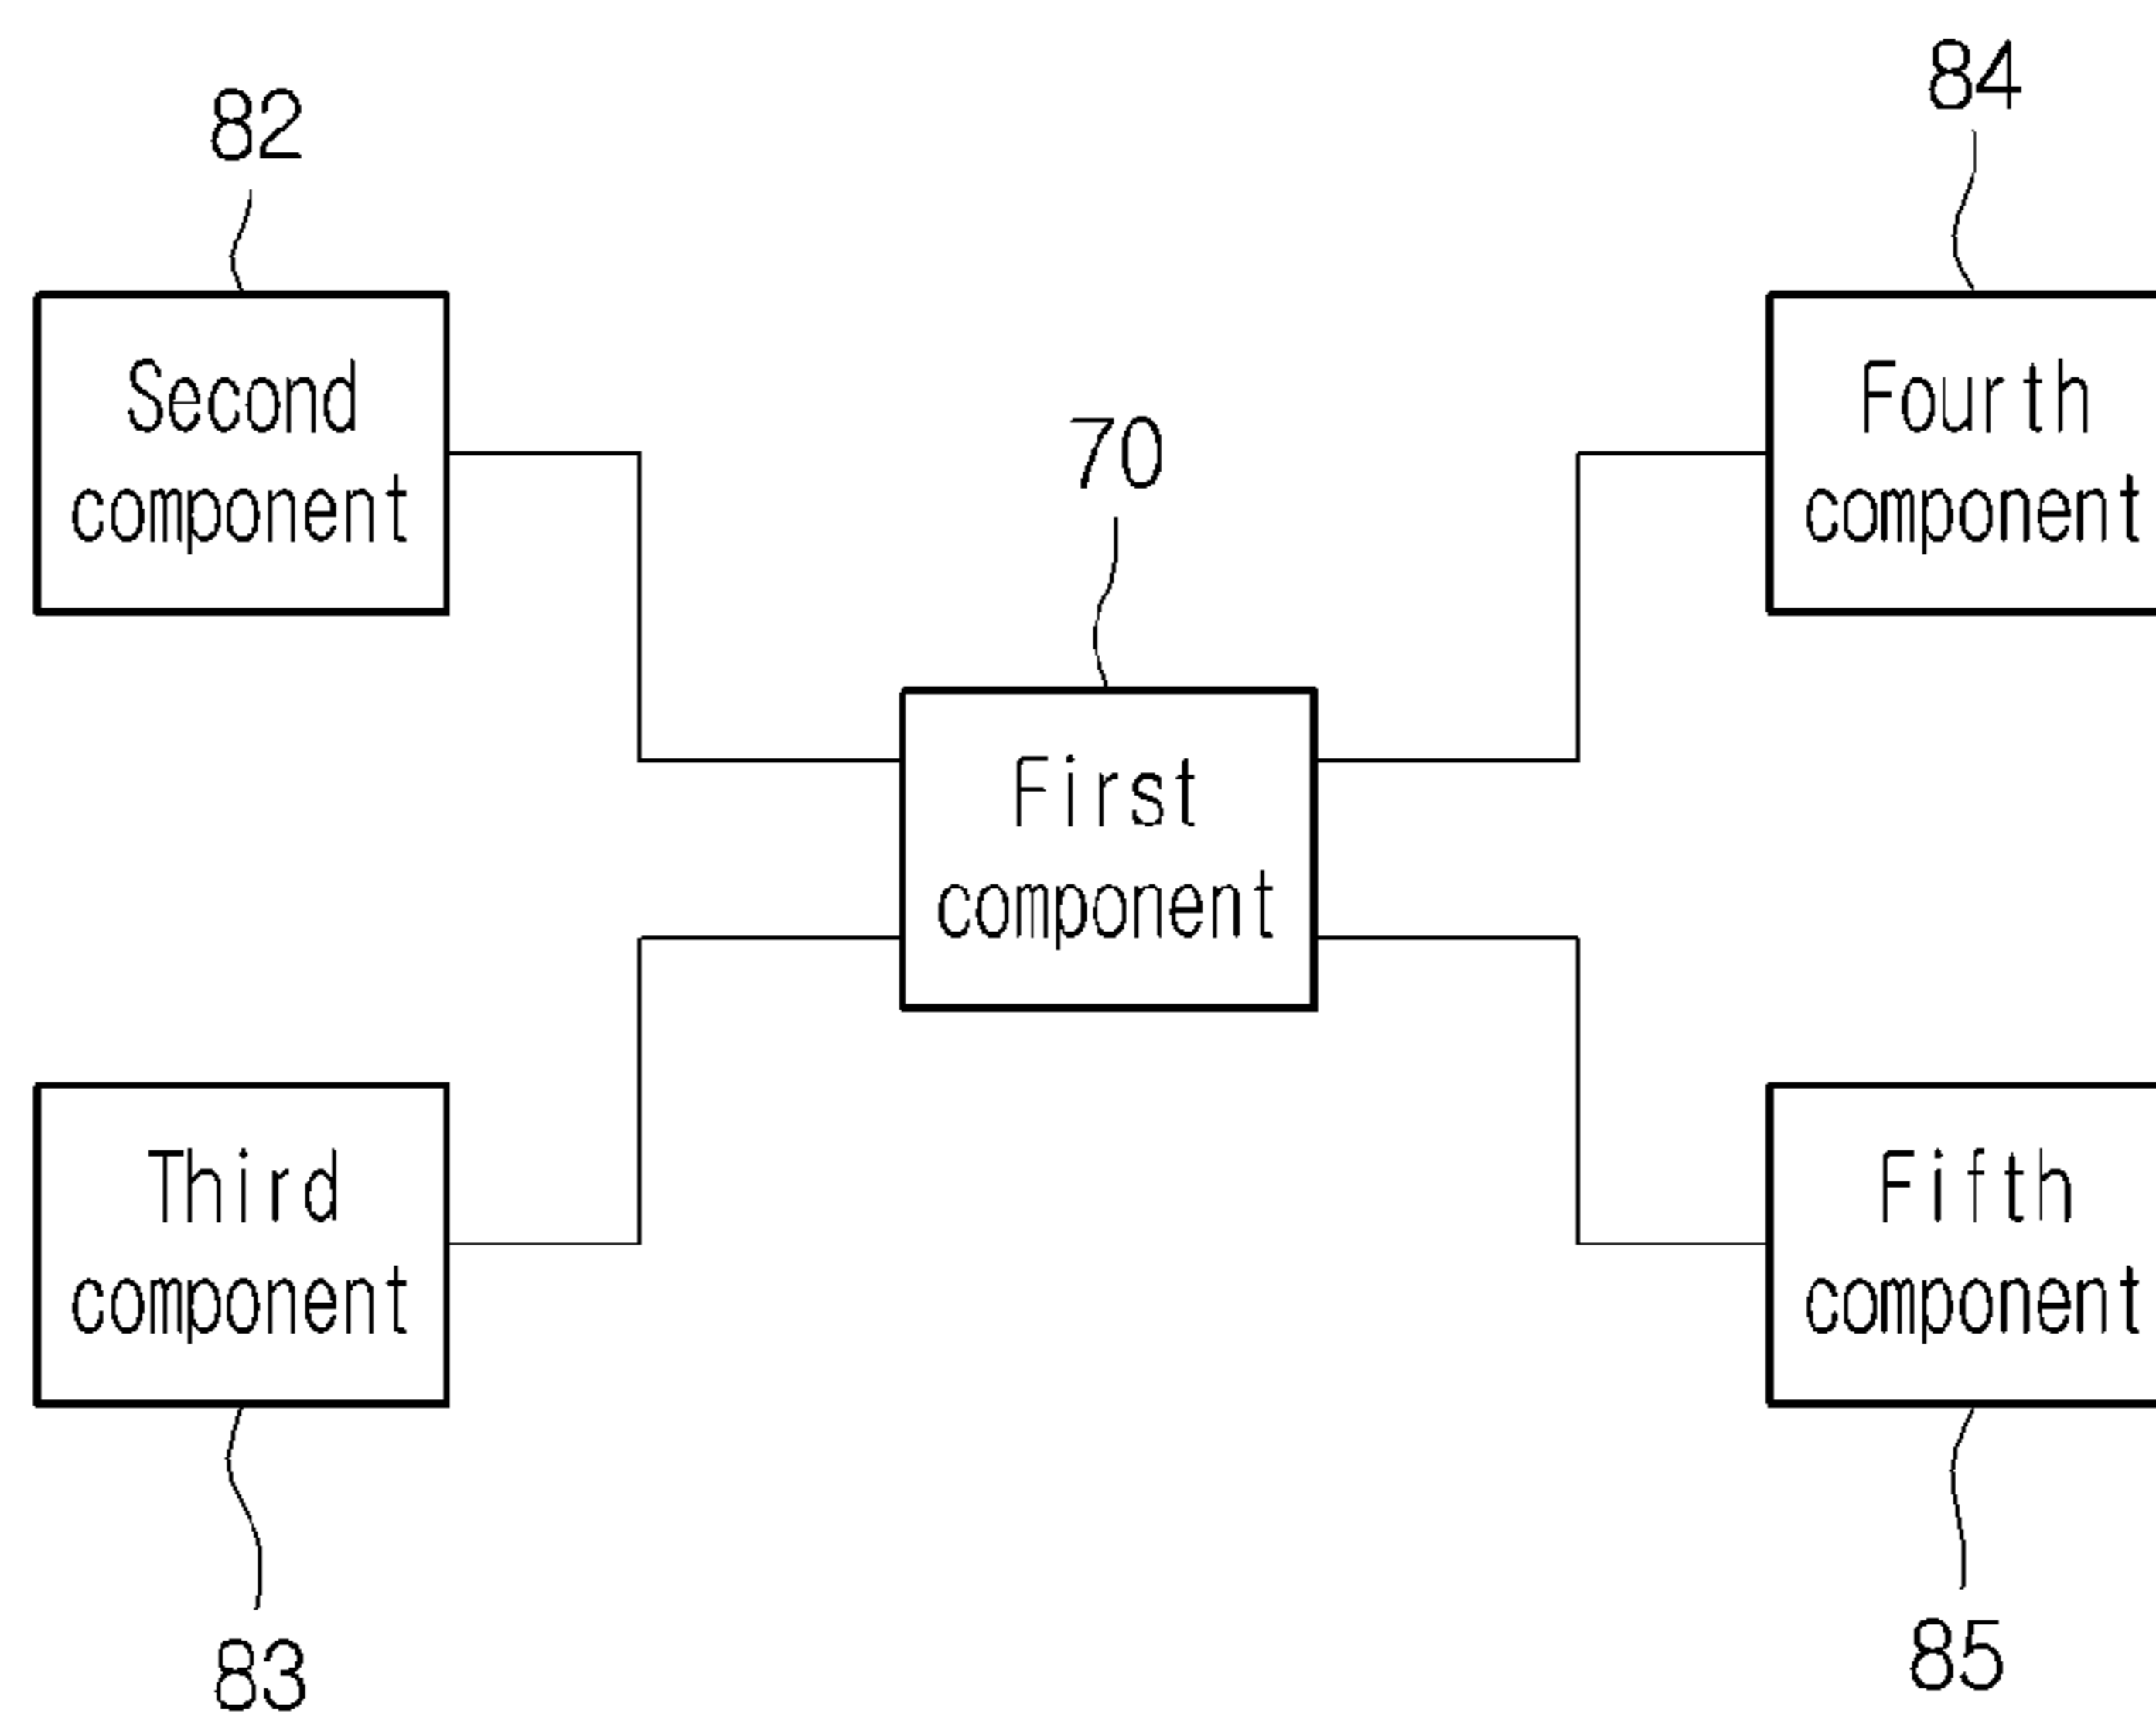 82
84
Second
component
Fourth
component
70
First
component
Third
component
Fifth
component
83
85